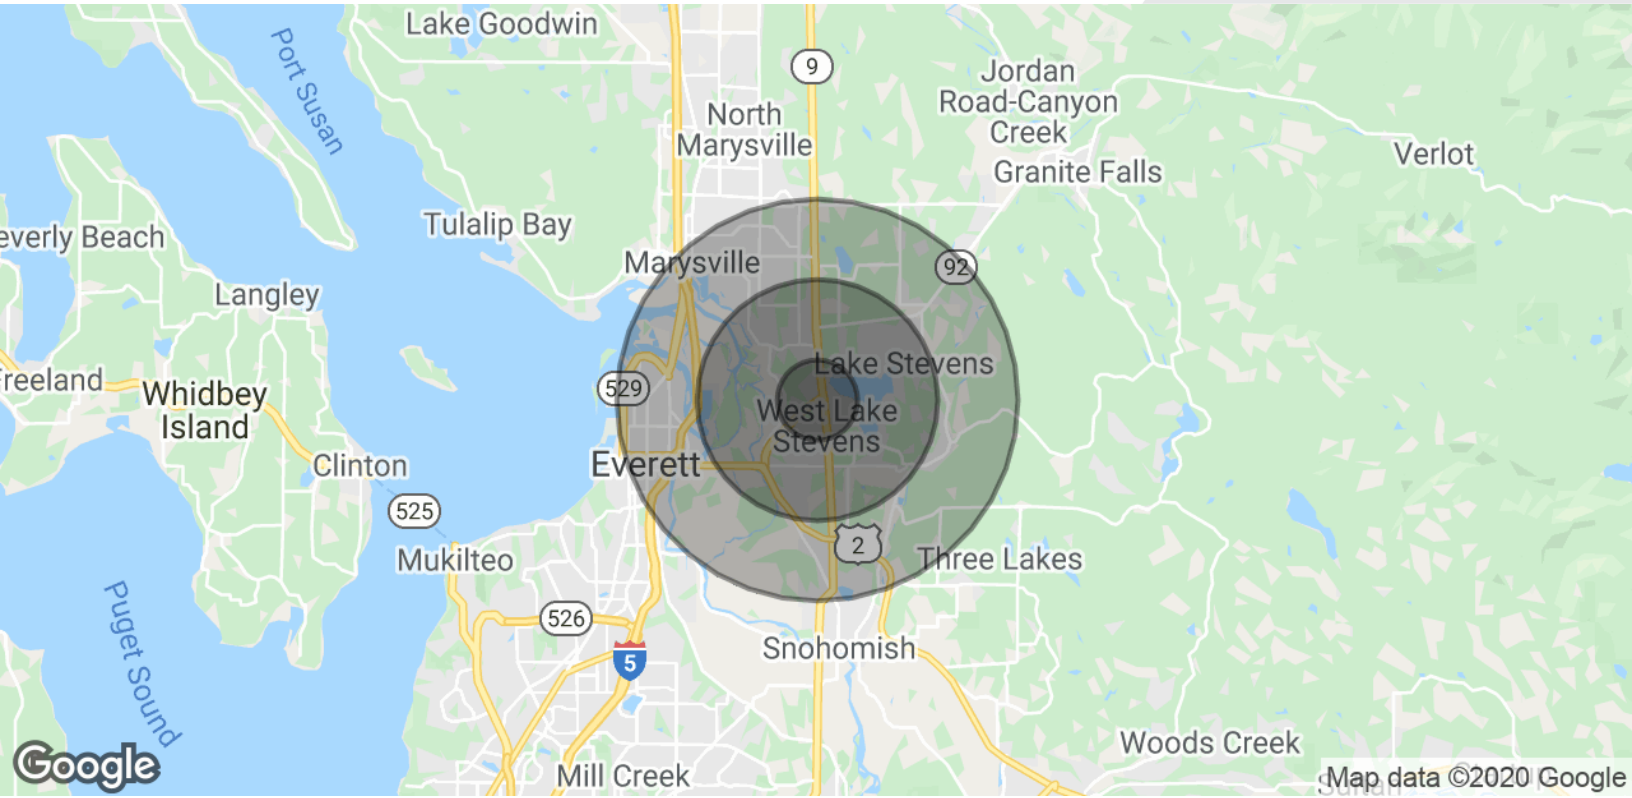 Lake Goodwin
Port Susan
9
Jordan
Road-Canyon
Creek
North
Marysville
Verlot
Granite Falls
Tulalip Bay
everly Beach
Marysville
92
Langley
Lake Stevens
reeland
529
Whidbey
Island
West Lake
Stevens
Everett
Clinton
525
2
Mukilteo
Three Lakes
Puget Sound
526
Snohomish
5
Woods Creek
Google
Mill Creek
Map data ©2020 Google